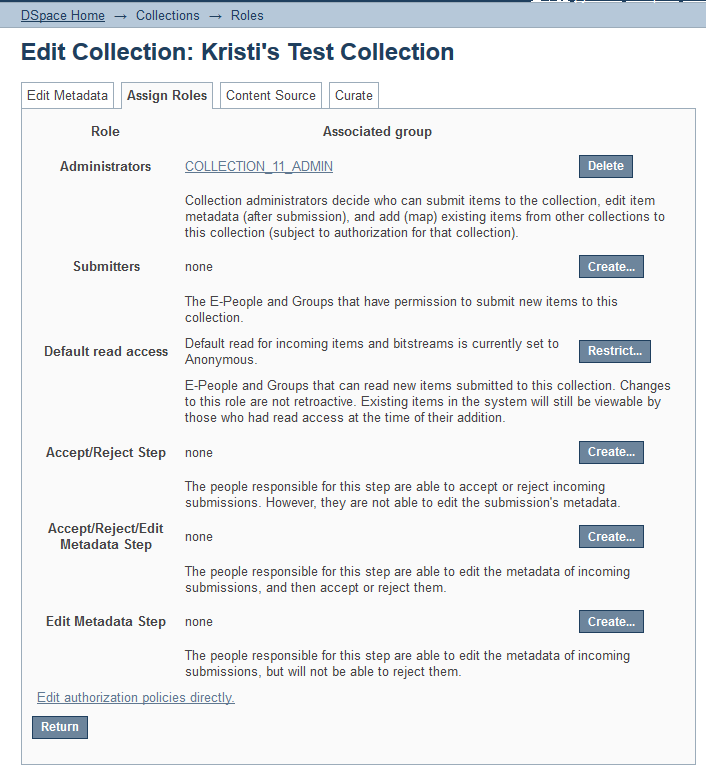 DSpace Home → Collections → Roles
Edit Collection: Kristi's Test Collection
Edit Metadata Assign Roles Content Source Curate
Role Associated group
Administrators COLLECTION_11_ADMIN Delete
Collection administrators decide who can submit items to the collection, edit item
metadata (after submission), and add (map) existing items from other collections to
this collection (subject to authorization for that collection).
Submitters none Create...
The E-People and Groups that have permission to submit new items to this
collection.
Default read access Default read for incoming items and bitstreams is currently set to
Anonymous. Restrict...
E-People and Groups that can read new items submitted to this collection. Changes
to this role are not retroactive. Existing items in the system will still be viewable by
those who had read access at the time of their addition.
Accept/Reject Step none Create...
The people responsible for this step are able to accept or reject incoming
submissions. However, they are not able to edit the submission's metadata.
Accept/Reject/Edit
Metadata Step none Create...
The people responsible for this step are able to edit the metadata of incoming
submissions, and then accept or reject them.
Edit Metadata Step none Create...
The people responsible for this step are able to edit the metadata of incoming
submissions, but will not be able to reject them.
Edit authorization policies directly.
Return